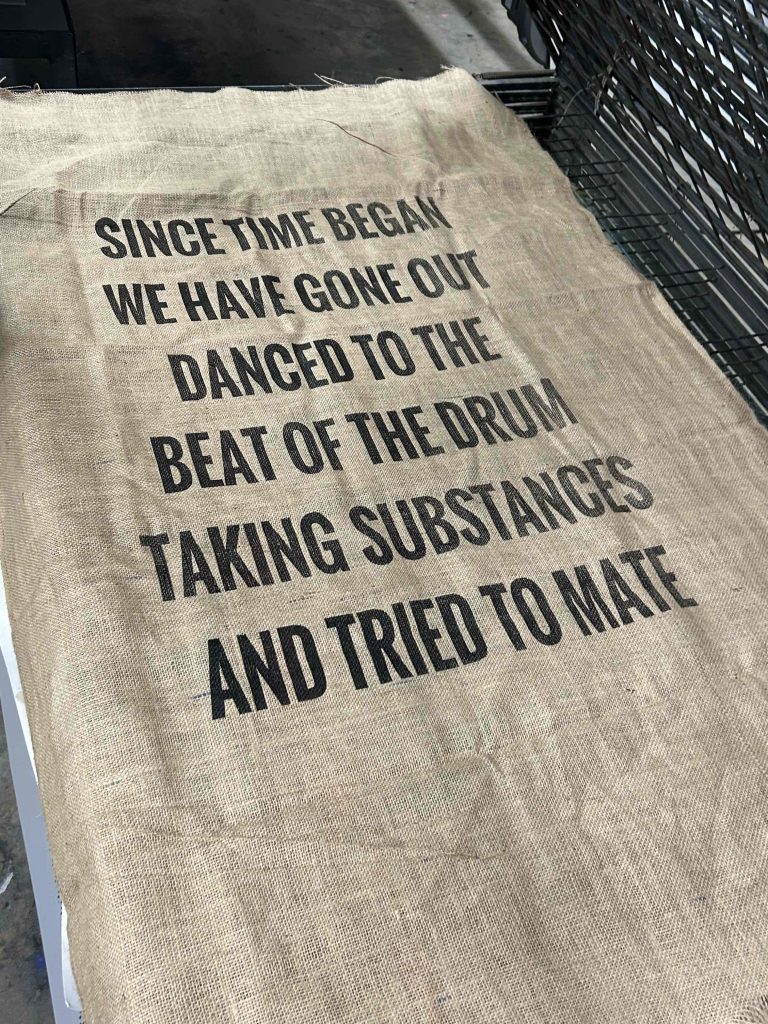 SINCE TIME BEGAN
WE HAVE GONE OUT
DANCED TO THE
BEAT OF THE DRUM
TAKING SUBSTANCES
AND TRIED TO MATE